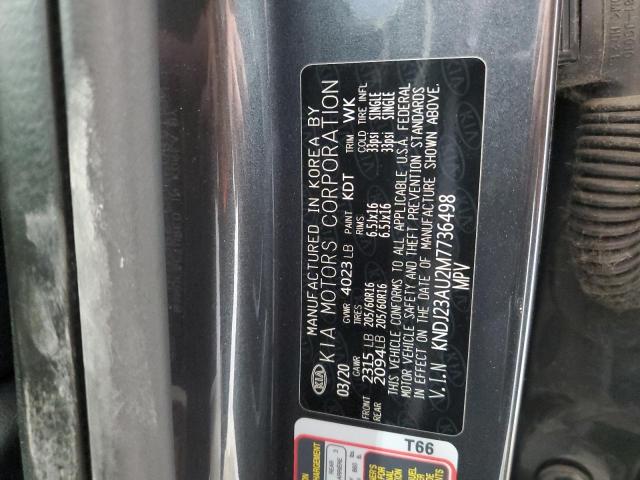 MANUFACTURED IN KOREA BY
KIA KIA MOTORS CORPORATION
03/20 GVWR 4023 LB PAINT KDT TRIM WK
GAWR TIRES RIMS COLD TIRE INFL
FRONT 2315 LB 205/60R16 6.5Jx16 33psi SINGLE
REAR 2094 LB 205/60R16 6.5Jx16 33psi SINGLE
THIS VEHICLE CONFORMS TO ALL APPLICABLE U.S.A. FEDERAL
MOTOR VEHICLE SAFETY AND THEFT PREVENTION STANDARDS
IN EFFECT ON THE DATE OF MANUFACTURE SHOWN ABOVE.
V.I.N KNDJ23AU2M7736498
MPV
T66
REAR